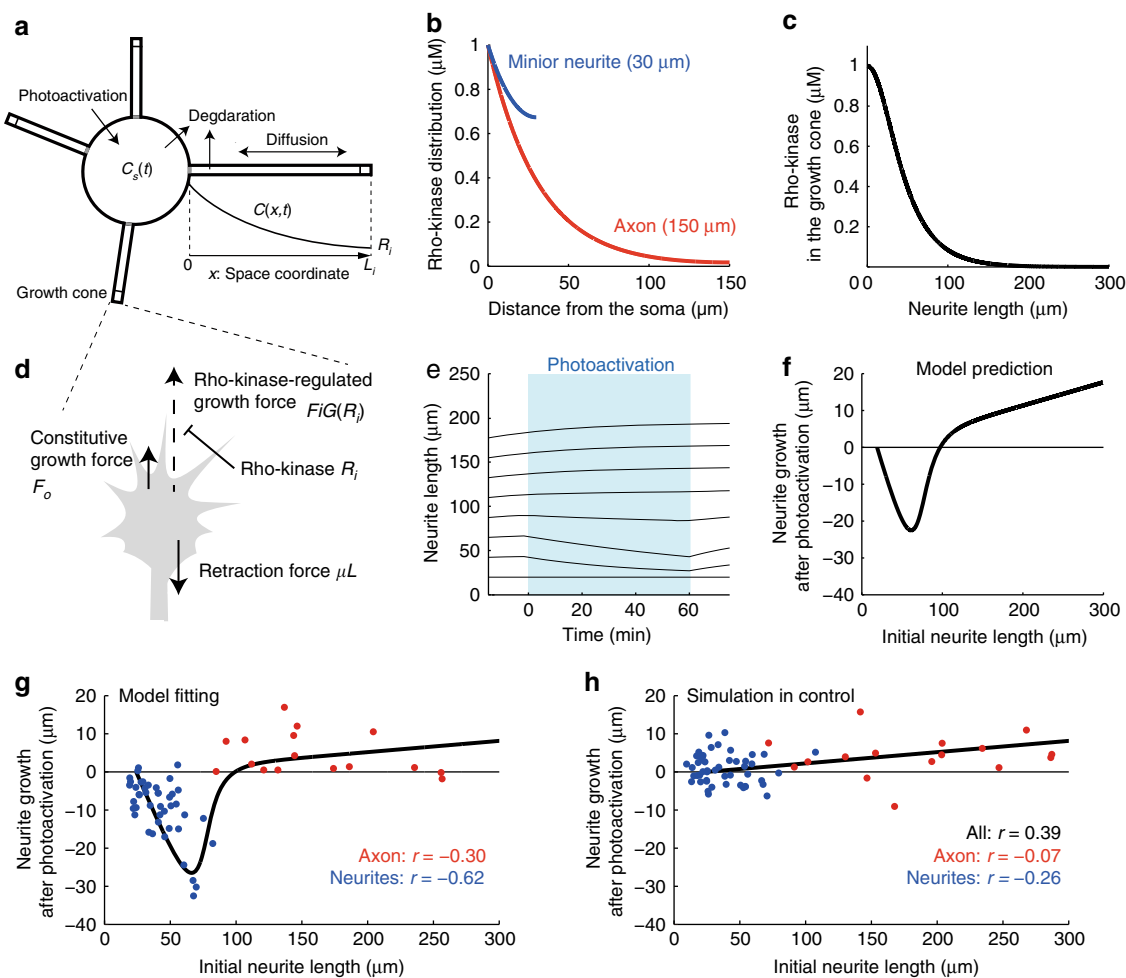 a
Photoactivation
Degdaration
Diffusion
Cs(t)
C(x,t)
Ri
0
Li
x: Space coordinate
Growth cone
b
Rho-kinase distribution (μM)
1
0.8
0.6
0.4
0.2
0
Minior neurite (30 μm)
Axon (150 μm)
0 50 100 150
Distance from the soma (μm)
c
Rho-kinase
in the growth cone (μM)
1
0.8
0.6
0.4
0.2
0
0 100 200 300
Neurite length (μm)
d
Rho-kinase-regulated
growth force FiG(Ri)
Constitutive
growth force
Fo
Rho-kinase Ri
Retraction force μL
e
Photoactivation
Neurite length (μm)
250
200
150
100
50
0
0 20 40 60
Time (min)
f
Model prediction
Neurite growth
after photoactivation (μm)
20
10
0
−10
−20
−30
−40
0 100 200 300
Initial neurite length (μm)
g
Model fitting
Neurite growth
after photoactivation (μm)
20
10
0
−10
−20
−30
−40
Axon: r = −0.30
Neurites: r = −0.62
0 50 100 150 200 250 300
Initial neurite length (μm)
h
Simulation in control
Neurite growth
after photoactivation (μm)
20
10
0
−10
−20
−30
−40
All: r = 0.39
Axon: r = −0.07
Neurites: r = −0.26
0 50 100 150 200 250 300
Initial neurite length (μm)